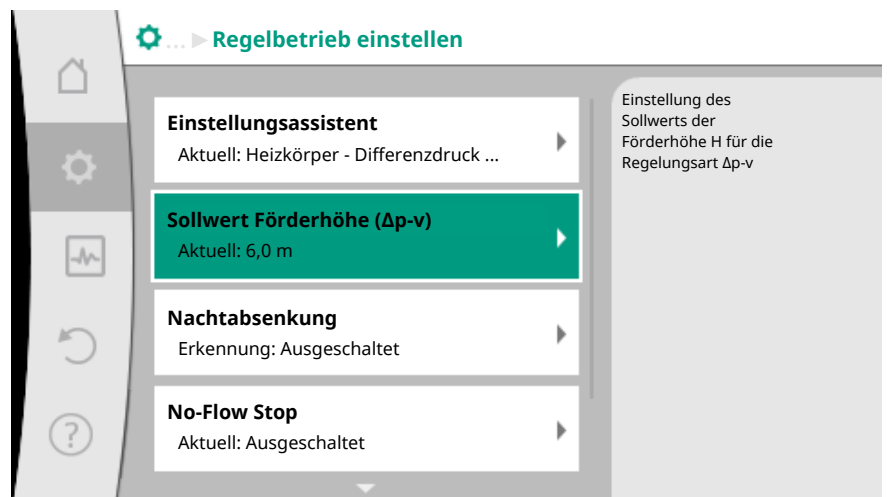 ... Regelbetrieb einstellen
Einstellungsassistent
Aktuell: Heizkörper - Differenzdruck ...
Sollwert Förderhöhe (Δp-v)
Aktuell: 6,0 m
Nachtabsenkung
Erkennung: Ausgeschaltet
No-Flow Stop
Aktuell: Ausgeschaltet
Einstellung des
Sollwerts der
Förderhöhe H für die
Regelungsart Δp-v
?